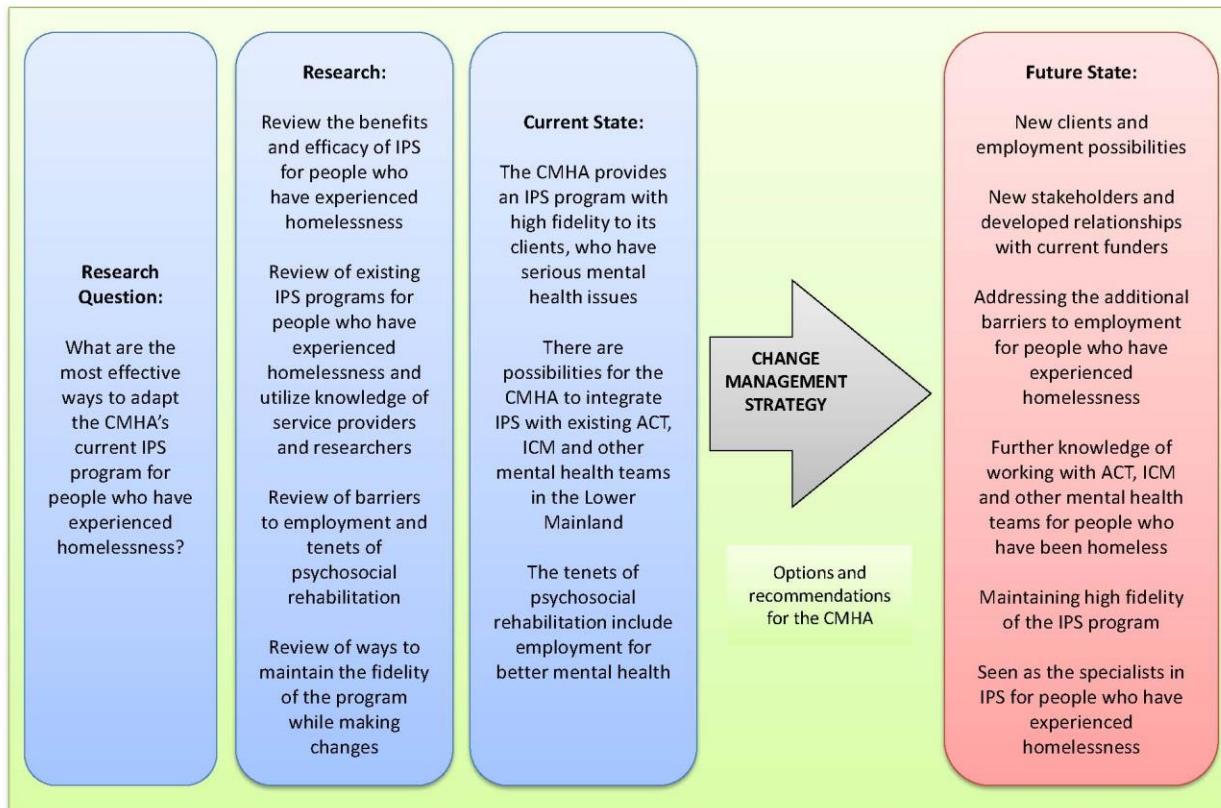 Research
Question:
What are the
most effective
ways to adapt
the CMHA's
current IPS
program for
people who have
experienced
homelessness?
Research:
Review the benefits
and efficacy of IPS
for people who
have experienced
homelessness
Review of existing
IPS programs for
people who have
experienced
homelessness and
utilize knowledge of
service providers
and researchers
Review of barriers
to employment and
tenets of
psychosocial
rehabilitation
Review of ways to
maintain the fidelity
of the program
while making
changes
Current State:
The CMHA provides
an IPS program with
high fidelity to its
clients, who have
serious mental
health issues
There are
possibilities for the
CMHA to integrate
IPS with existing ACT,
ICM and other
mental health teams
in the Lower
Mainland
The tenets of
psychosocial
rehabilitation include
employment for
better mental health
CHANGE
MANAGEMENT
STRATEGY
Options and
recommendations
for the CMHA
Future State:
New clients and
employment possibilities
New stakeholders and
developed relationships
with current funders
Addressing the additional
barriers to employment
for people who have
experienced
homelessness
Further knowledge of
working with ACT, ICM
and other mental health
teams for people who
have been homeless
Maintaining high fidelity
of the IPS program
Seen as the specialists in
IPS for people who have
experienced
homelessness